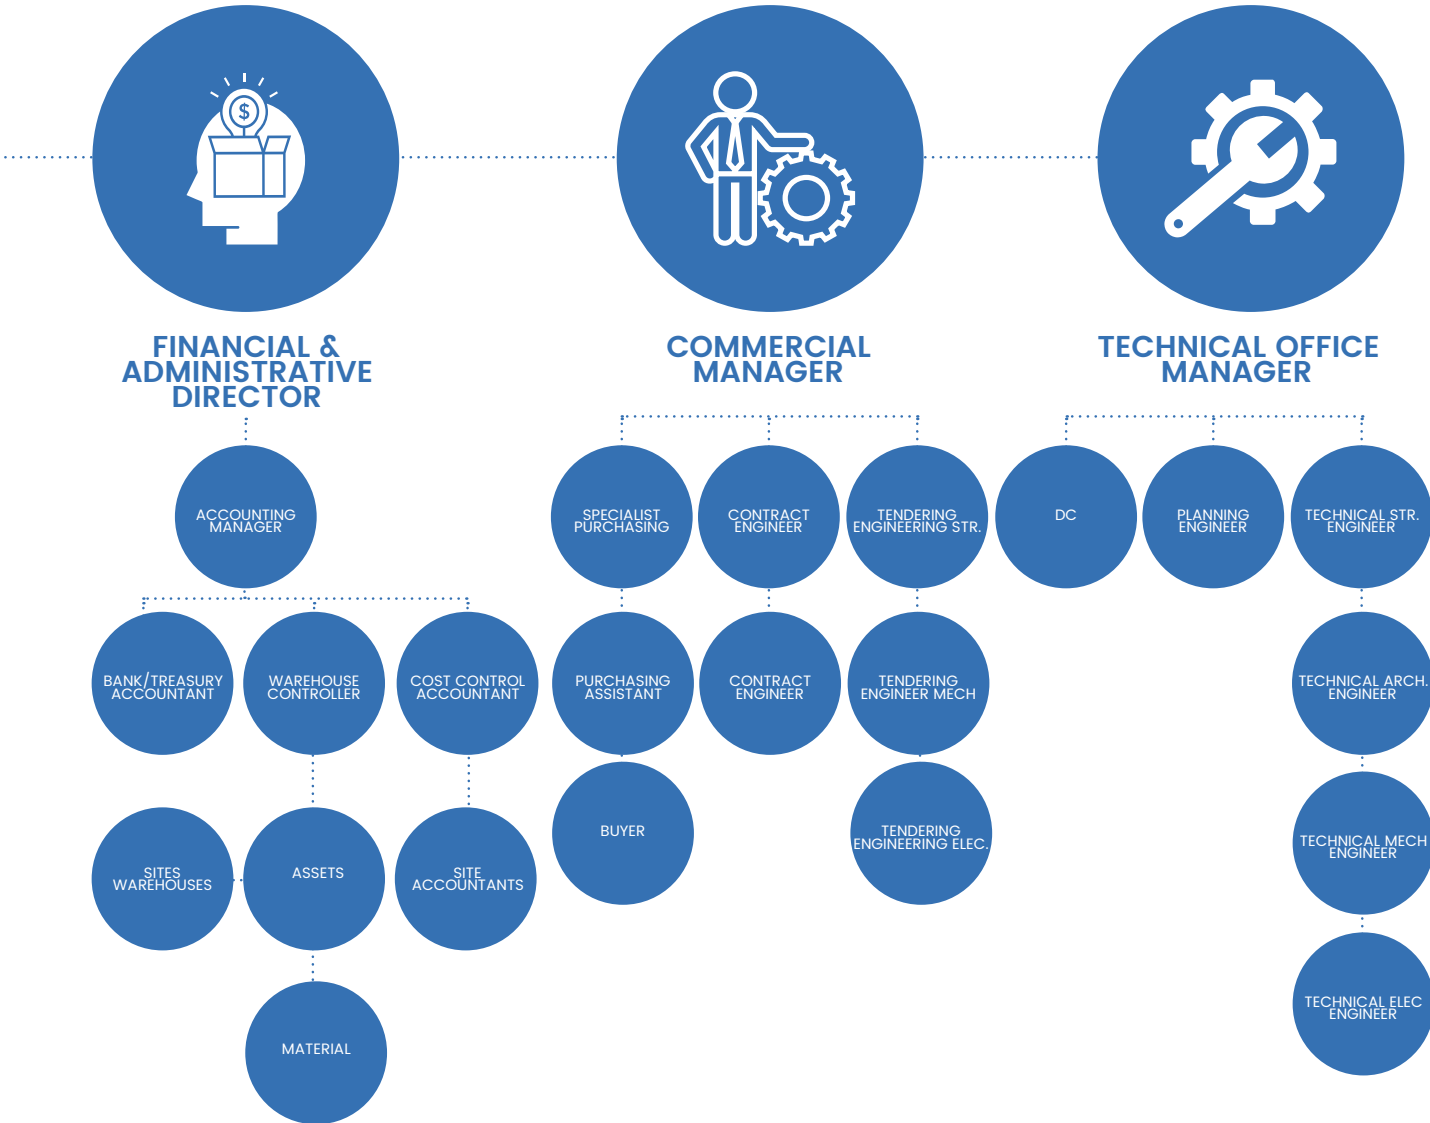 $
FINANCIAL &
ADMINISTRATIVE
DIRECTOR
COMMERCIAL
MANAGER
TECHNICAL OFFICE
MANAGER
ACCOUNTING
MANAGER
SPECIALIST
PURCHASING
CONTRACT
ENGINEER
TENDERING
ENGINEERING STR.
DC
PLANNING
ENGINEER
TECHNICAL STR.
ENGINEER
BANK/TREASURY
ACCOUNTANT
WAREHOUSE
CONTROLLER
COST CONTROL
ACCOUNTANT
PURCHASING
ASSISTANT
CONTRACT
ENGINEER
TENDERING
ENGINEER MECH
TECHNICAL ARCH.
ENGINEER
SITES
WAREHOUSES
ASSETS
SITE
ACCOUNTANTS
BUYER
TENDERING
ENGINEERING ELEC.
TECHNICAL MECH
ENGINEER
MATERIAL
TECHNICAL ELEC
ENGINEER